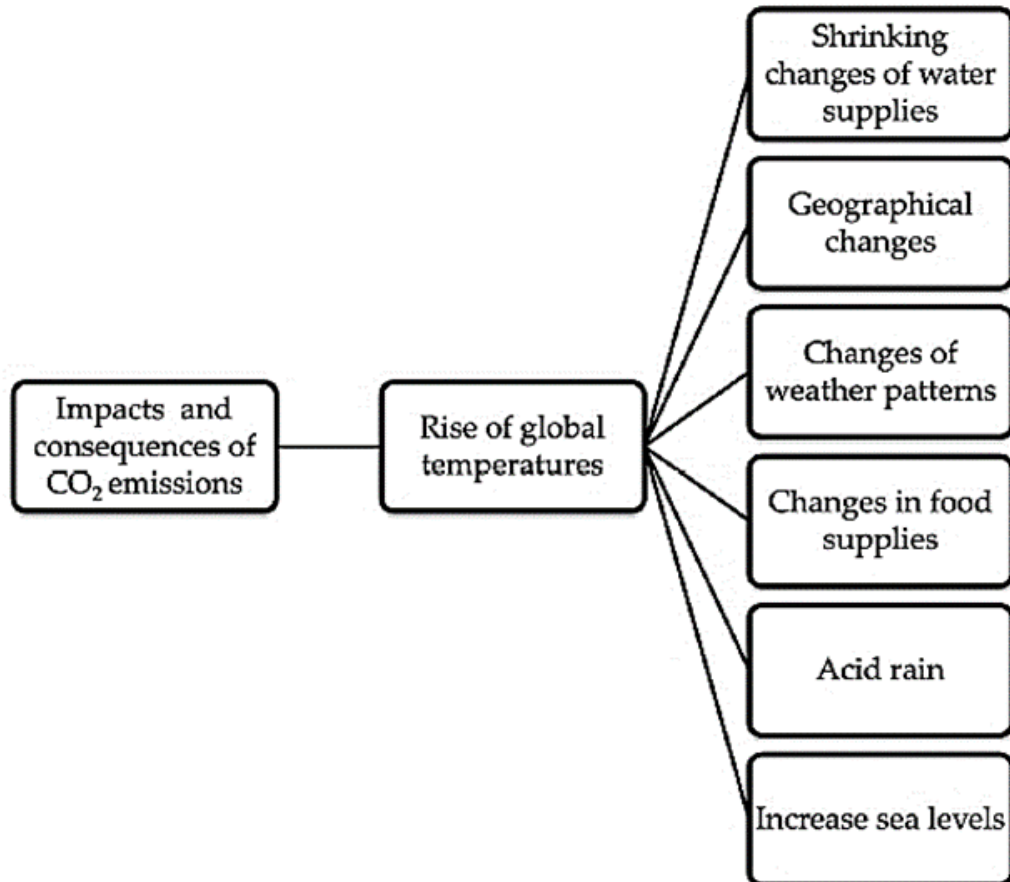 Impacts and
consequences of
CO₂ emissions
Rise of global
temperatures
Shrinking
changes of water
supplies
Geographical
changes
Changes of
weather patterns
Changes in food
supplies
Acid rain
Increase sea levels